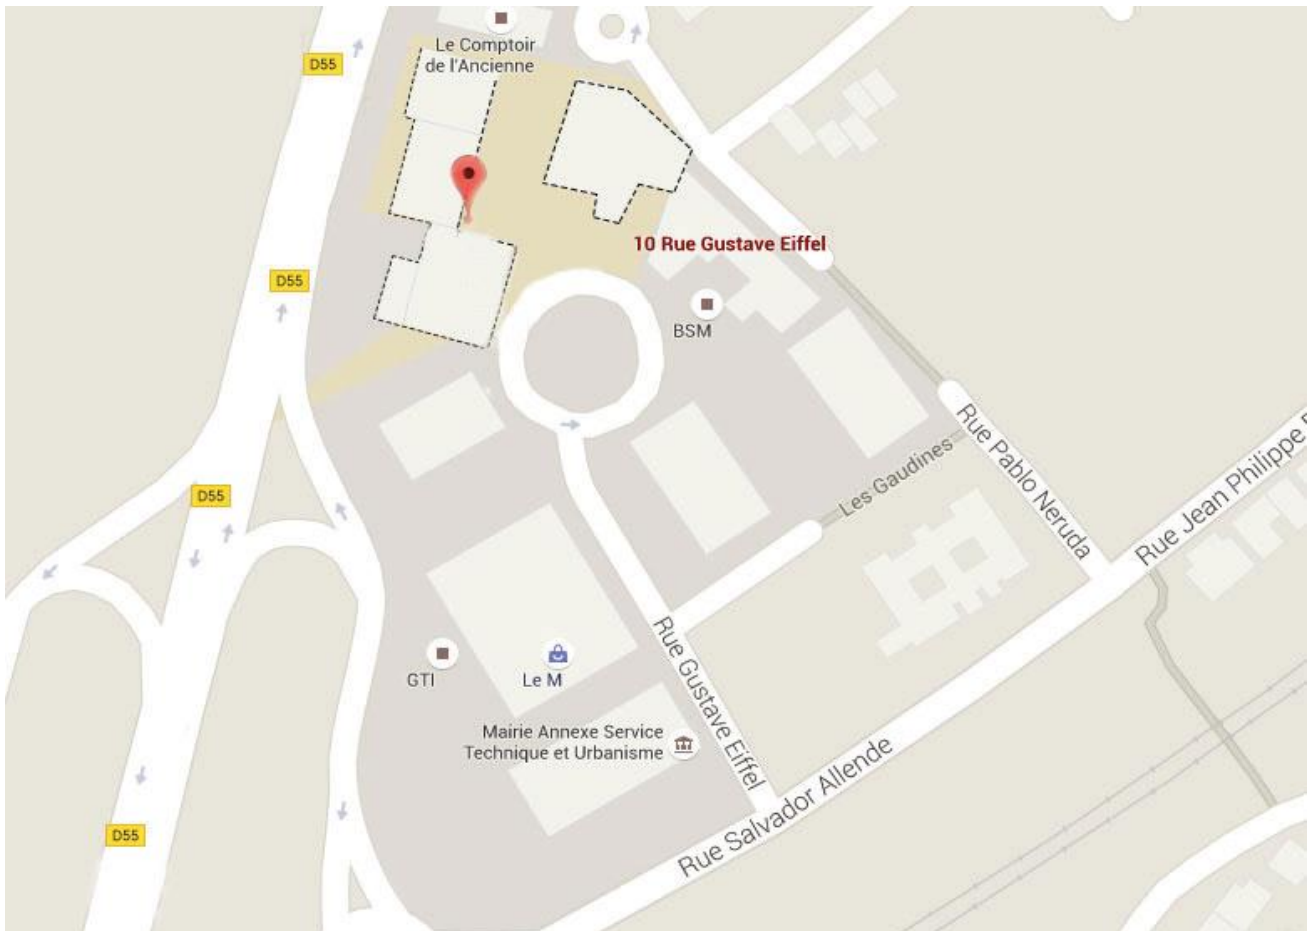 Le Comptoir
de l'Ancienne
D55
10 Rue Gustave Eiffel
D55
BSM
Rue Pablo Neruda
Rue Jean Philippe
Les Gaudines
D55
Rue Gustave Eiffel
GTI
Le M
Mairie Annexe Service
Technique et Urbanisme
Rue Salvador Allende
D55